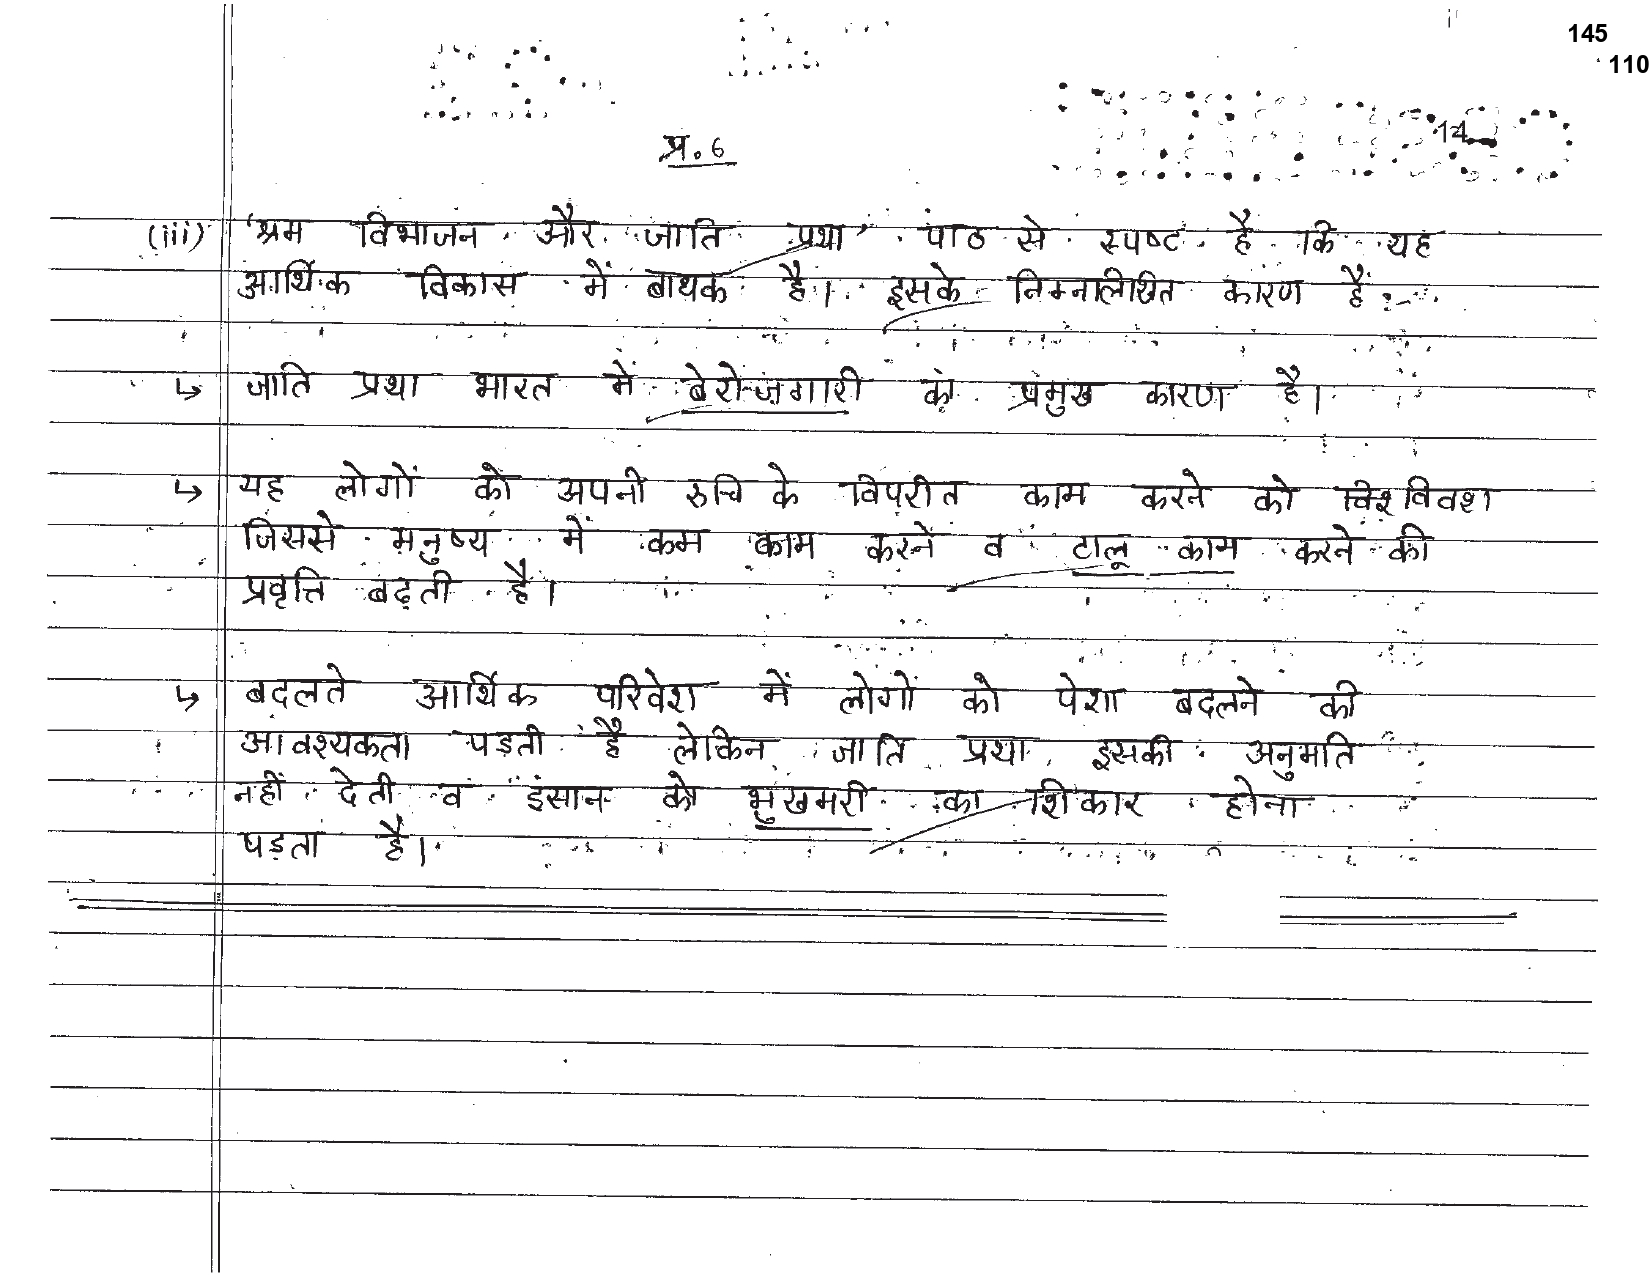 145
110
14
प्र. 6
(iii) 'श्रम विभाजन और जाति प्रथा' पाठ से स्पष्ट है कि यह
आर्थिक विकास में बाधक है। इसके निम्नलिखित कारण हैं:-
↳ जाति प्रथा भारत में बेरोजगारी का प्रमुख कारण है।
↳ यह लोगों को अपनी रुचि के विपरीत काम करने को विवश
जिससे मनुष्य में कम काम करने व टालू काम करने की
प्रवृत्ति बढ़ती है।
↳ बदलते आर्थिक परिवेश में लोगों को पेशा बदलने की
आवश्यकता पड़ती है लेकिन जाति प्रथा इसकी अनुमति
नहीं देती व इंसान को भुखमरी का शिकार होना
पड़ता है।